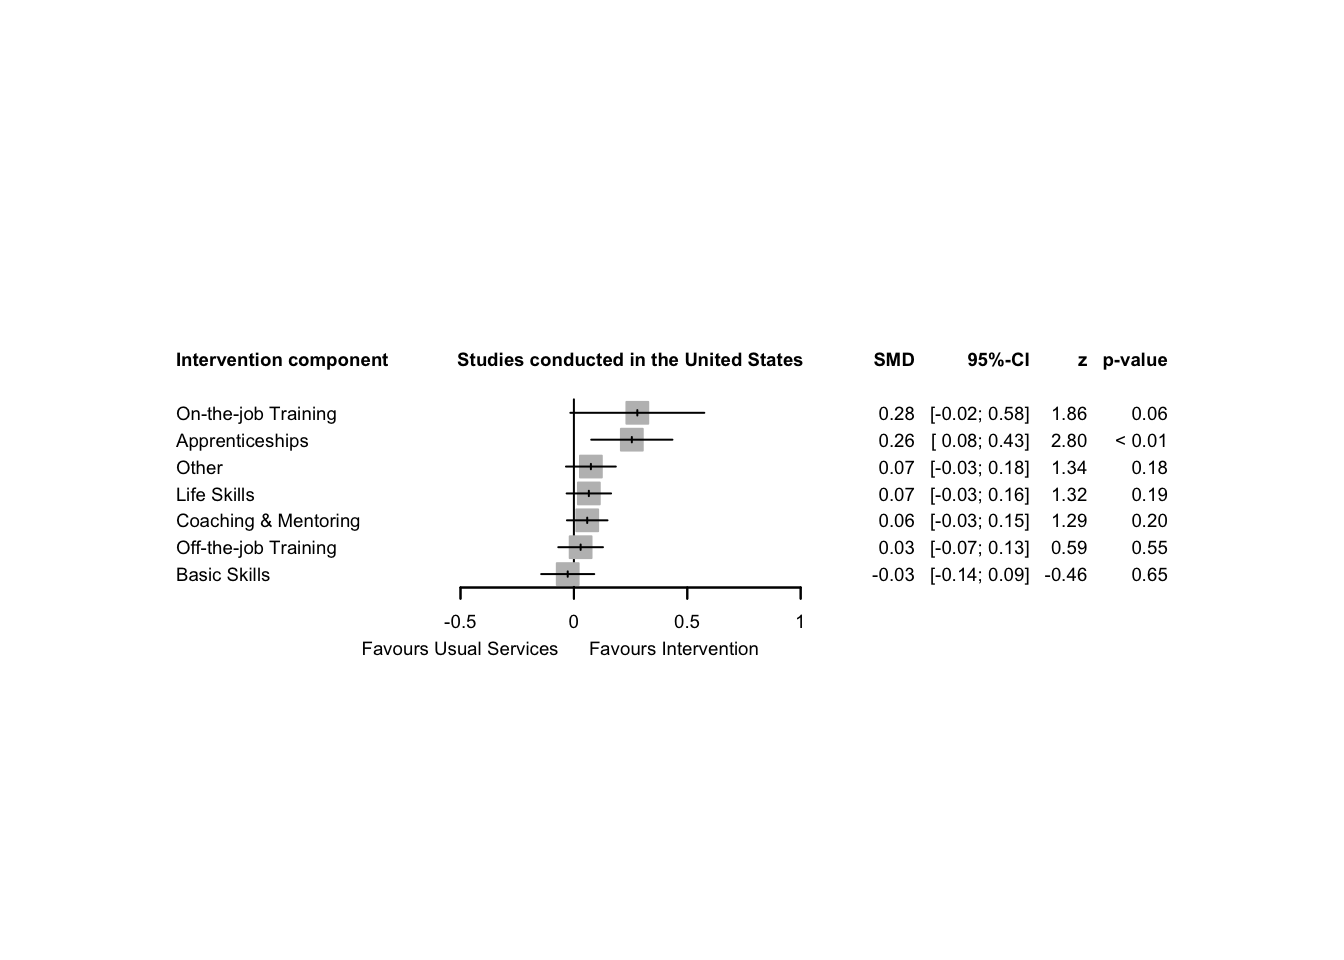 Intervention component Studies conducted in the United States SMD 95%-CI z p-value
On-the-job Training 0.28 [-0.02; 0.58] 1.86 0.06
Apprenticeships 0.26 [ 0.08; 0.43] 2.80 < 0.01
Other 0.07 [-0.03; 0.18] 1.34 0.18
Life Skills 0.07 [-0.03; 0.16] 1.32 0.19
Coaching & Mentoring 0.06 [-0.03; 0.15] 1.29 0.20
Off-the-job Training 0.03 [-0.07; 0.13] 0.59 0.55
Basic Skills -0.03 [-0.14; 0.09] -0.46 0.65
-0.5 0 0.5 1
Favours Usual Services Favours Intervention